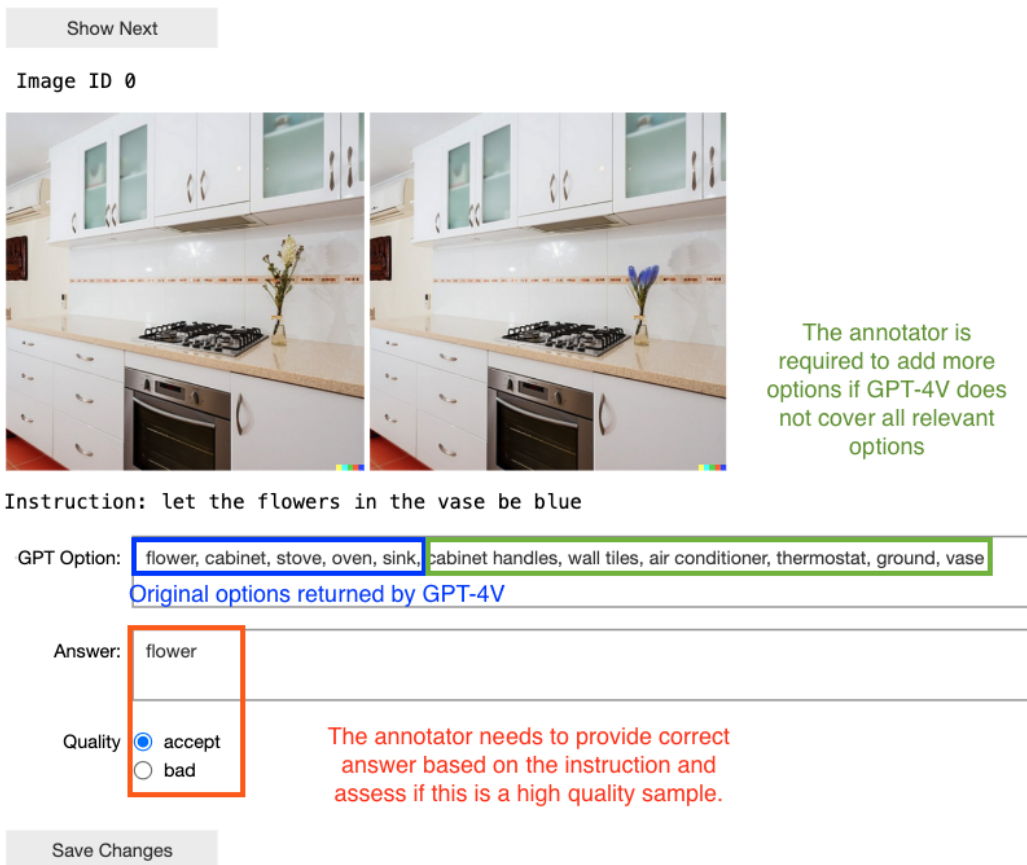 Show Next
Image ID 0
The annotator is
required to add more
options if GPT-4V does
not cover all relevant
options
Instruction: let the flowers in the vase be blue
GPT Option: flower, cabinet, stove, oven, sink, cabinet handles, wall tiles, air conditioner, thermostat, ground, vase
Original options returned by GPT-4V
Answer: flower
Quality accept
bad
The annotator needs to provide correct
answer based on the instruction and
assess if this is a high quality sample.
Save Changes